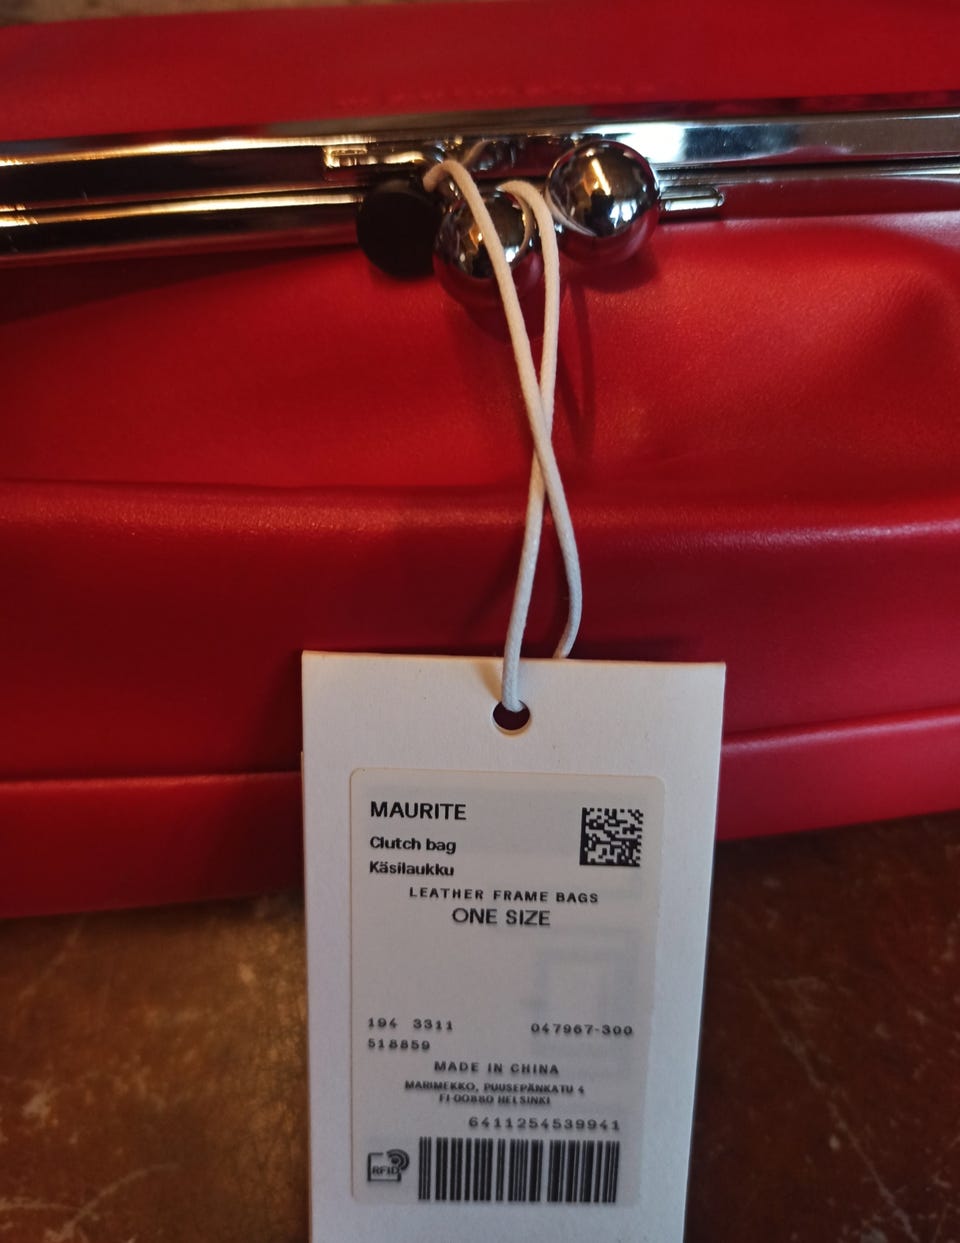 MAURITE
Clutch bag
Käsilaukku
LEATHER FRAME BAGS
ONE SIZE
194 3311 047967-300
518859
MADE IN CHINA
MARIMEKKO, PUUSEPÄNKATU 4
FI-00880 HELSINKI
6411254539941
RFID